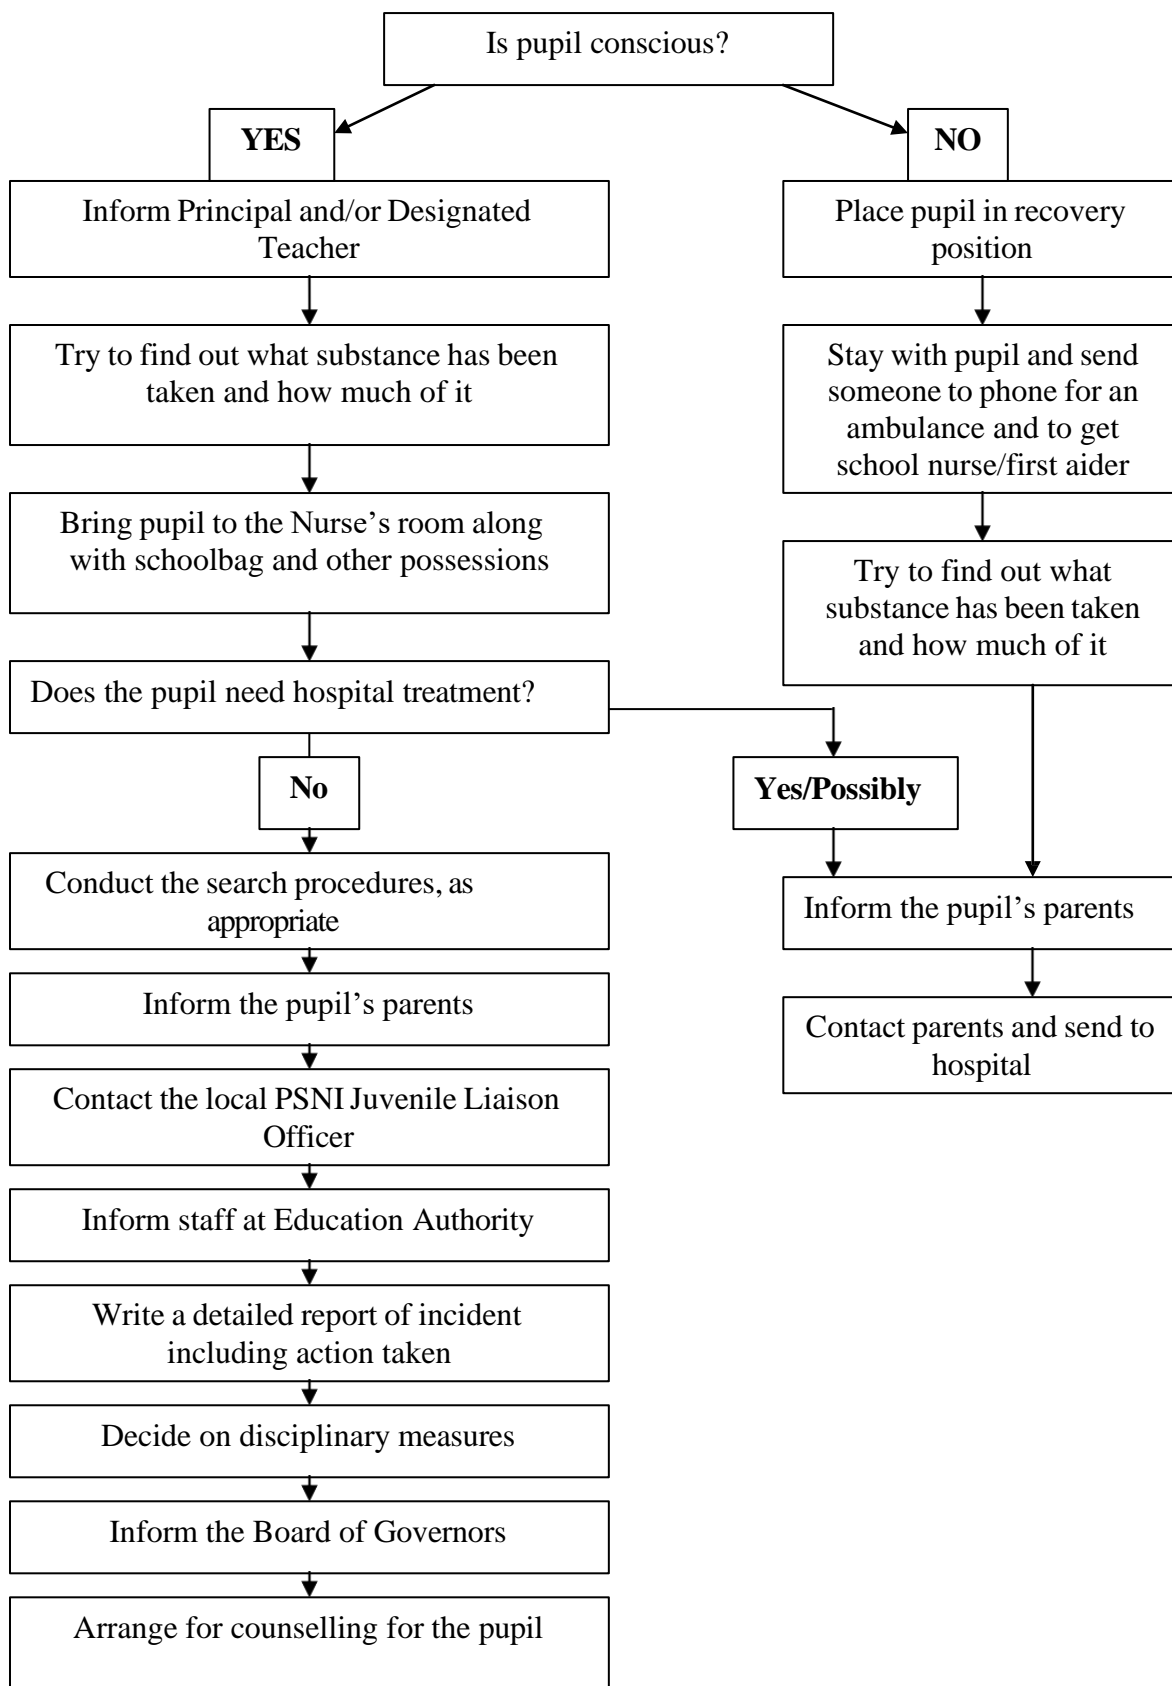 Is pupil conscious?
YES
NO
Inform Principal and/or Designated
Teacher
Place pupil in recovery
position
Try to find out what substance has been
taken and how much of it
Stay with pupil and send
someone to phone for an
ambulance and to get
school nurse/first aider
Bring pupil to the Nurse’s room along
with schoolbag and other possessions
Try to find out what
substance has been taken
and how much of it
Does the pupil need hospital treatment?
No
Yes/Possibly
Conduct the search procedures, as
appropriate
Inform the pupil’s parents
Inform the pupil’s parents
Contact parents and send to
hospital
Contact the local PSNI Juvenile Liaison
Officer
Inform staff at Education Authority
Write a detailed report of incident
including action taken
Decide on disciplinary measures
Inform the Board of Governors
Arrange for counselling for the pupil